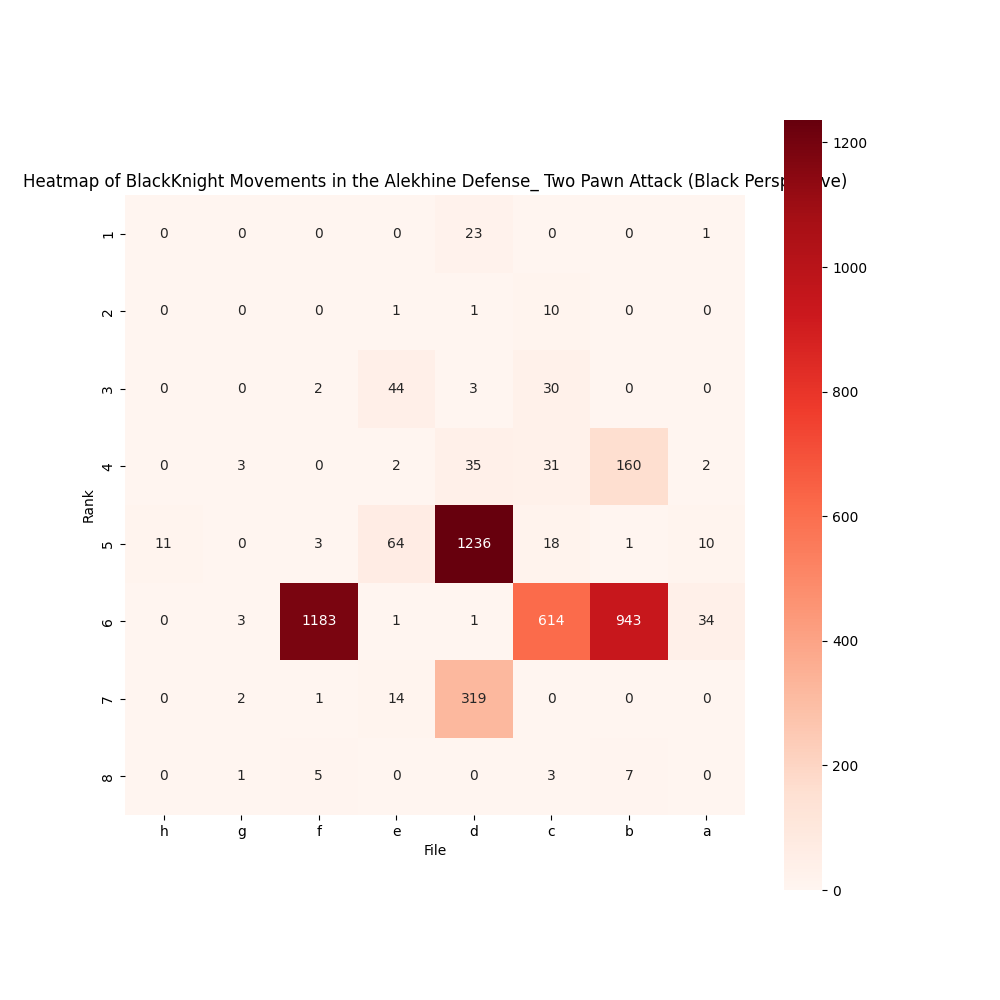 Heatmap of BlackKnight Movements in the Alekhine Defense_ Two Pawn Attack (Black Persp ve)
1 0 0 0 0 23 0 0 1
2 0 0 0 1 1 10 0 0
3 0 0 2 44 3 30 0 0
4 0 3 0 2 35 31 160 2
Rank
5 11 0 3 64 1236 18 1 10
6 0 3 1183 1 1 614 943 34
7 0 2 1 14 319 0 0 0
8 0 1 5 0 0 3 7 0
h g f e d c b a
File
1200
1000
800
600
400
200
0